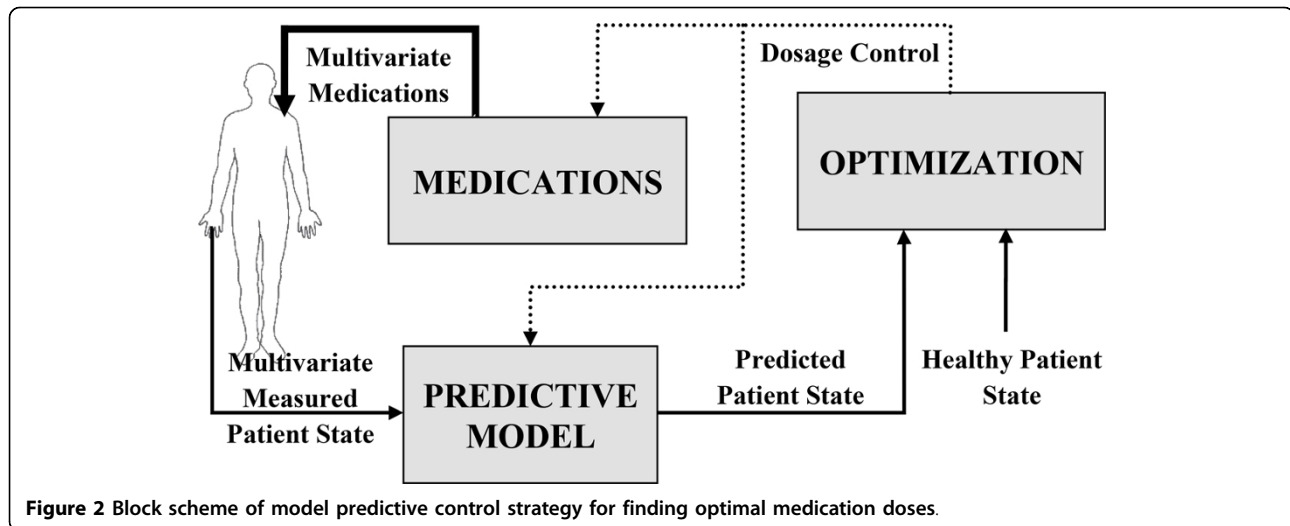 Multivariate
Medications
Dosage Control
MEDICATIONS
OPTIMIZATION
Multivariate
Measured
Patient State
PREDICTIVE
MODEL
Predicted
Patient State
Healthy Patient
State
Figure 2 Block scheme of model predictive control strategy for finding optimal medication doses.